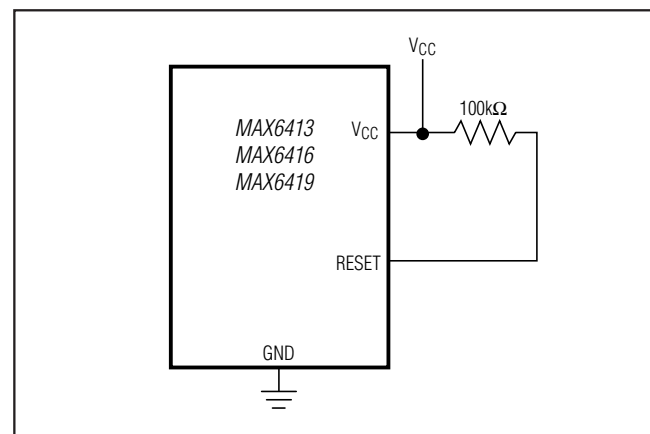 VCC
100kΩ
MAX6413
MAX6416
MAX6419
VCC
RESET
GND